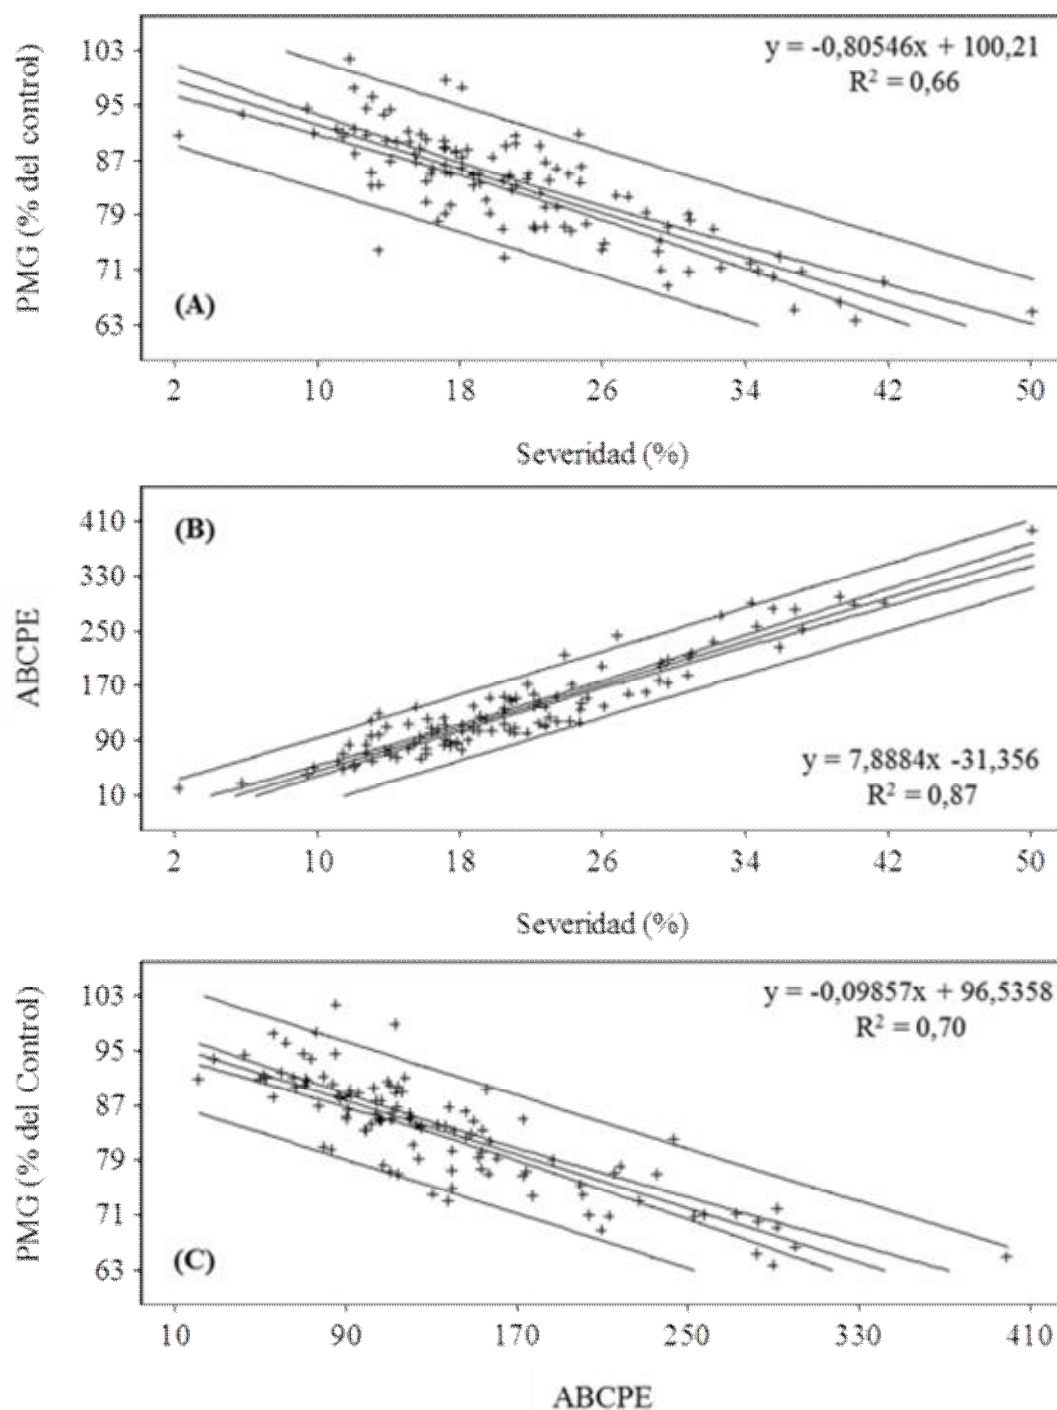 PMG (% del control)
103
95
87
79
71
63
y = -0,80546x + 100,21
R² = 0,66
(A)
2 10 18 26 34 42 50
Severidad (%)
ABCPE
410
330
250
170
90
10
(B)
y = 7,8884x -31,356
R² = 0,87
2 10 18 26 34 42 50
Severidad (%)
PMG (% del Control)
103
95
87
79
71
63
y = -0,09857x + 96,5358
R² = 0,70
(C)
10 90 170 250 330 410
ABCPE